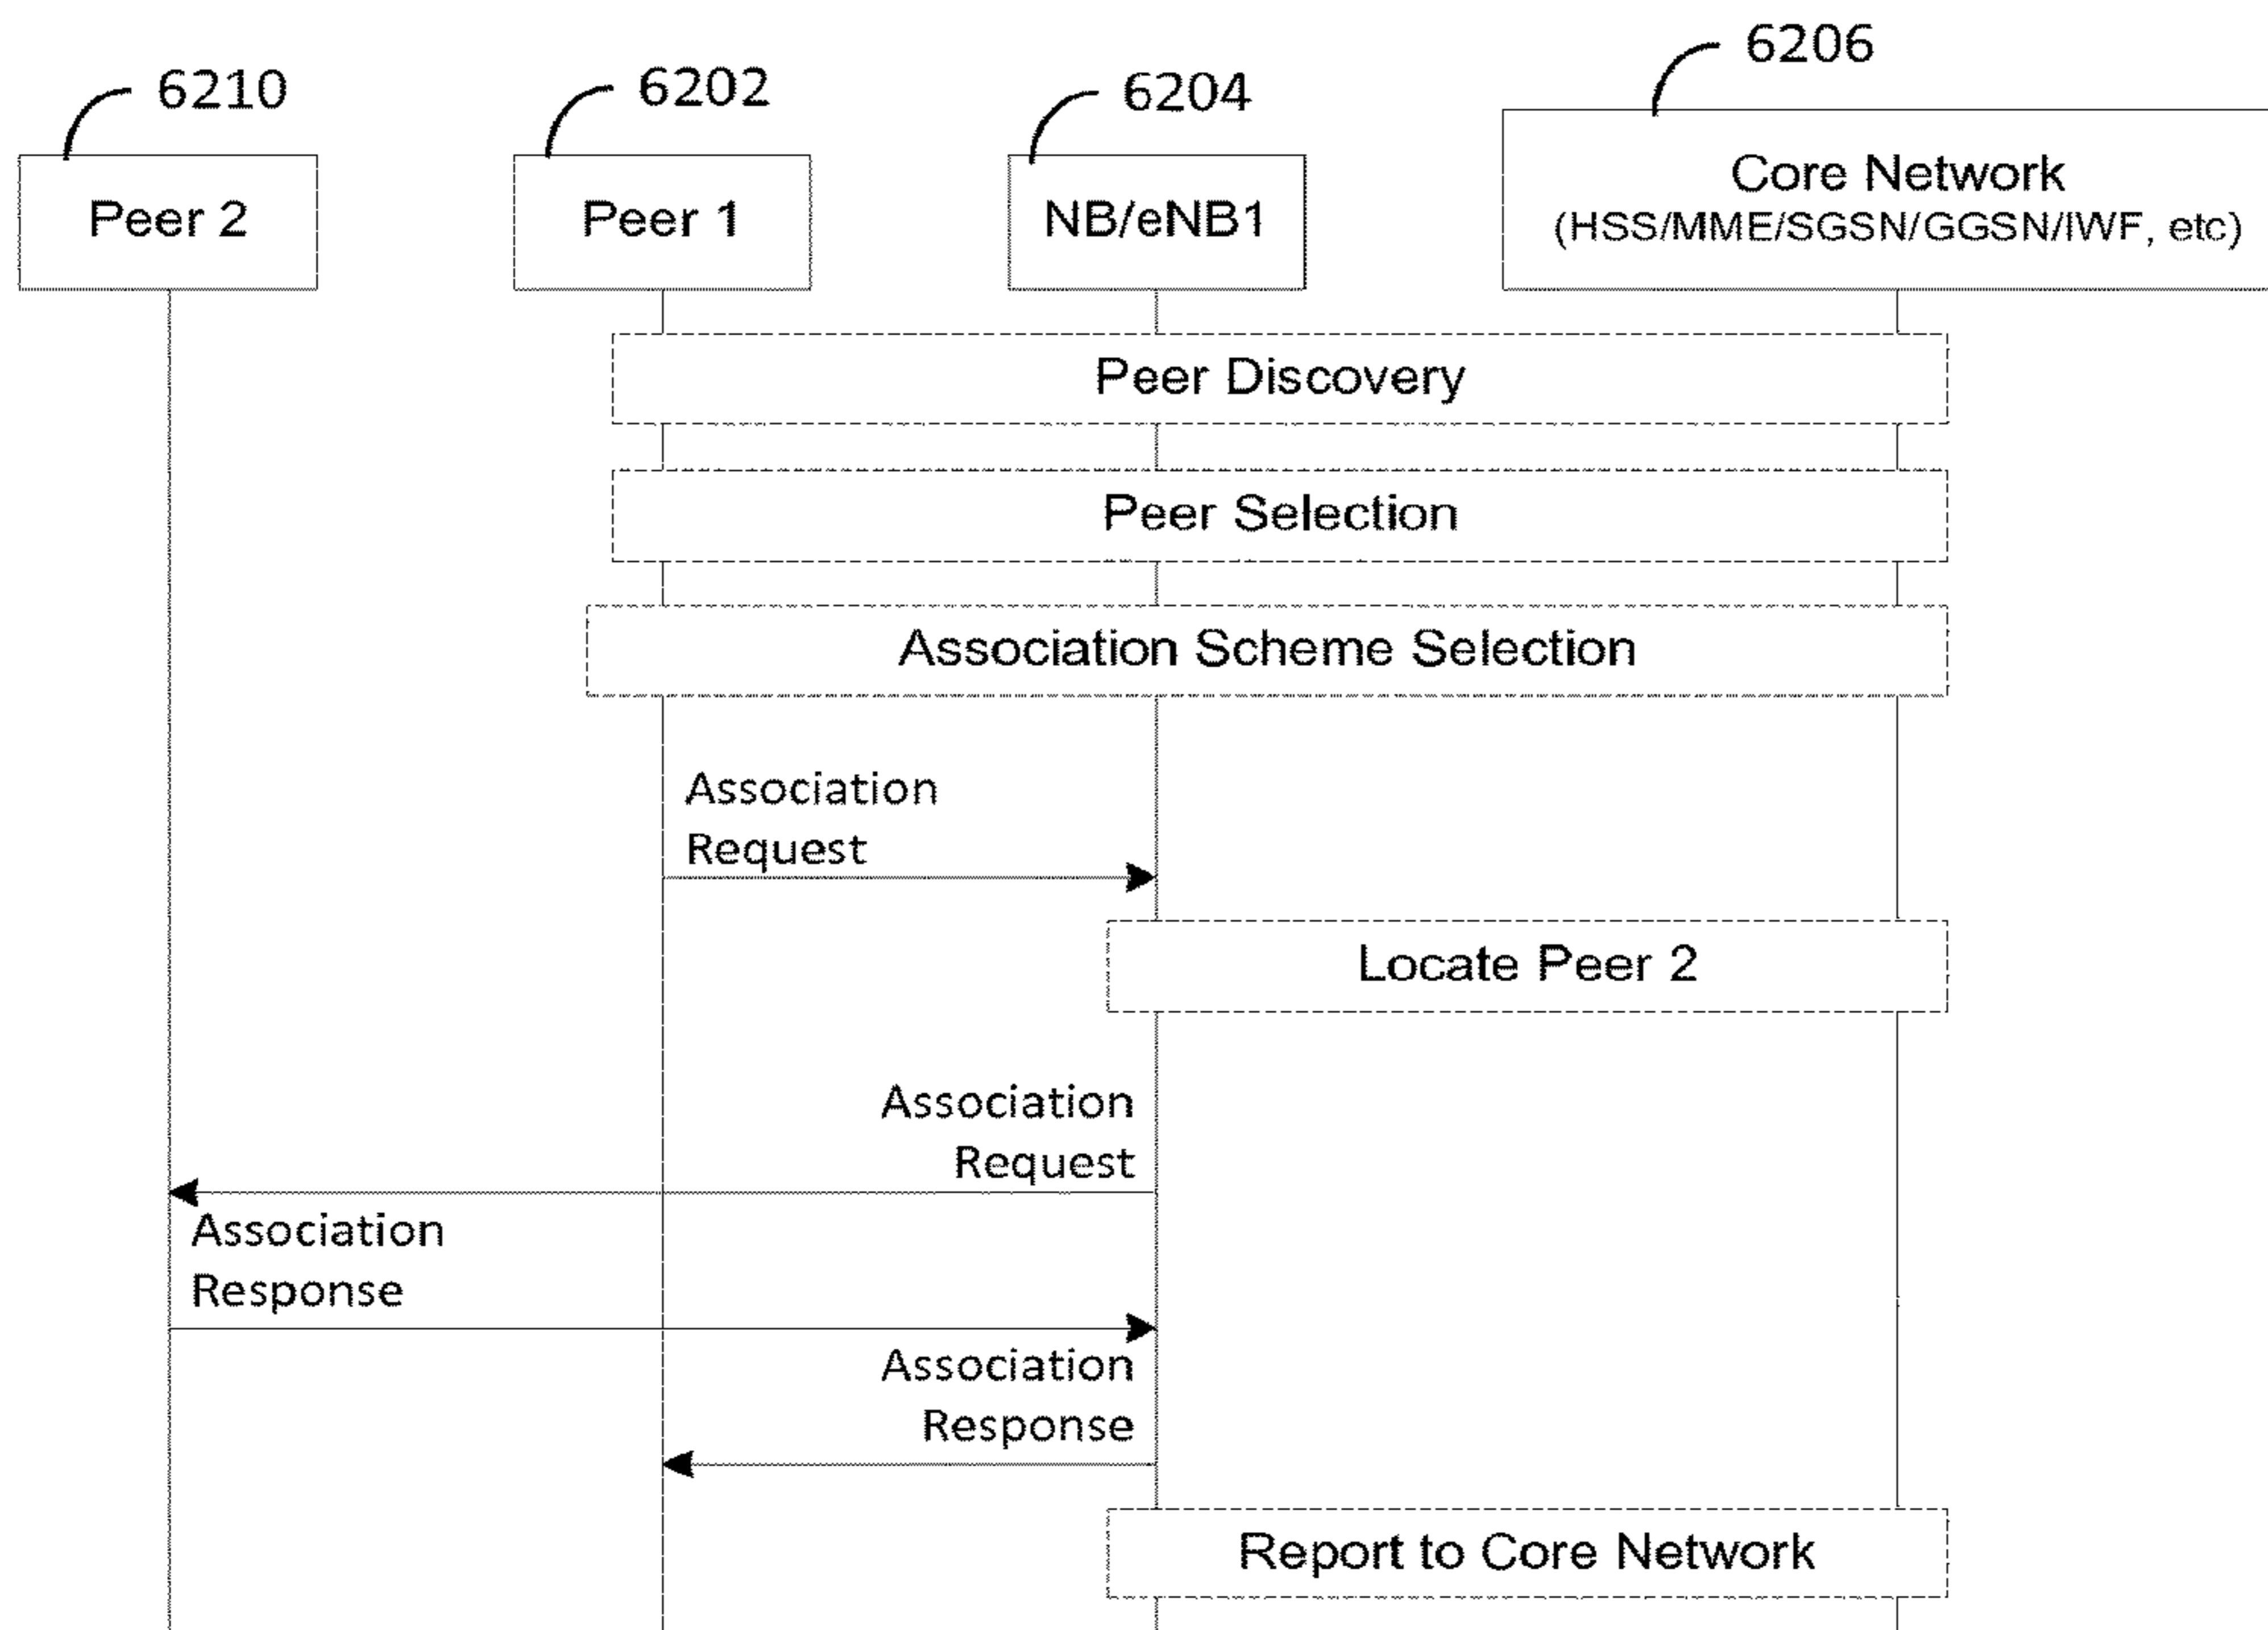 6210
6202
6204
6206
Peer 2
Peer 1
NB/eNB1
Core Network
(HSS/MME/SGSN/GGSN/IWF, etc)
Peer Discovery
Peer Selection
Association Scheme Selection
Association
Request
Locate Peer 2
Association
Request
Association
Response
Association
Response
Report to Core Network